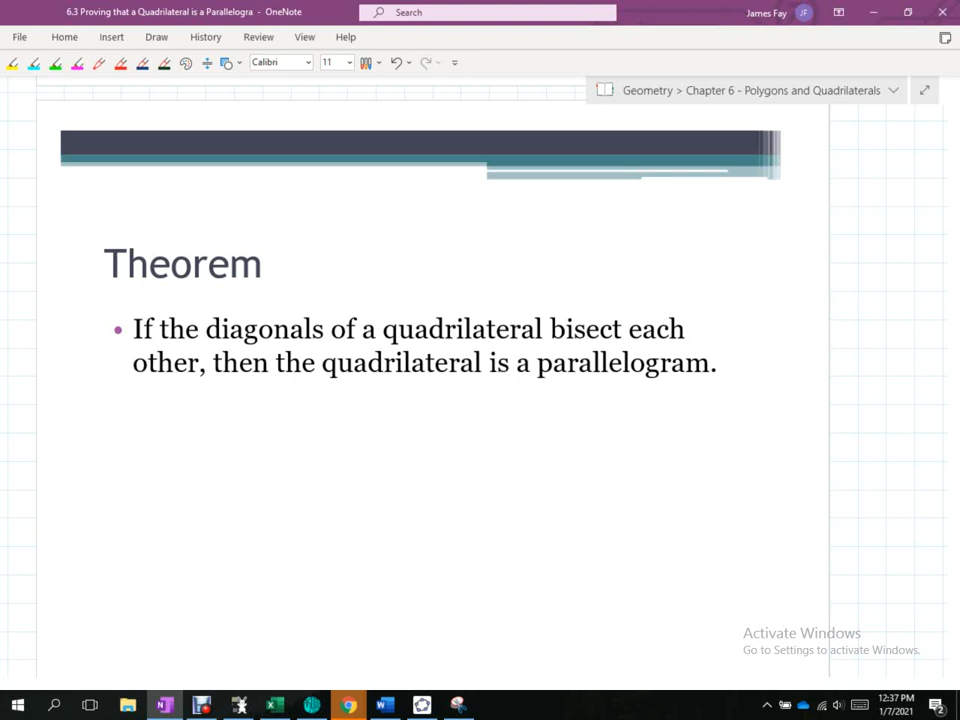 6.3 Proving that a Quadrilateral is a Parallelogra - OneNote
Search
James Fay
JF
File Home Insert Draw History Review View Help
Calibri 11
Geometry > Chapter 6 - Polygons and Quadrilaterals
Theorem
• If the diagonals of a quadrilateral bisect each
other, then the quadrilateral is a parallelogram.
Activate Windows
Go to Settings to activate Windows.
12:37 PM
1/7/2021
2